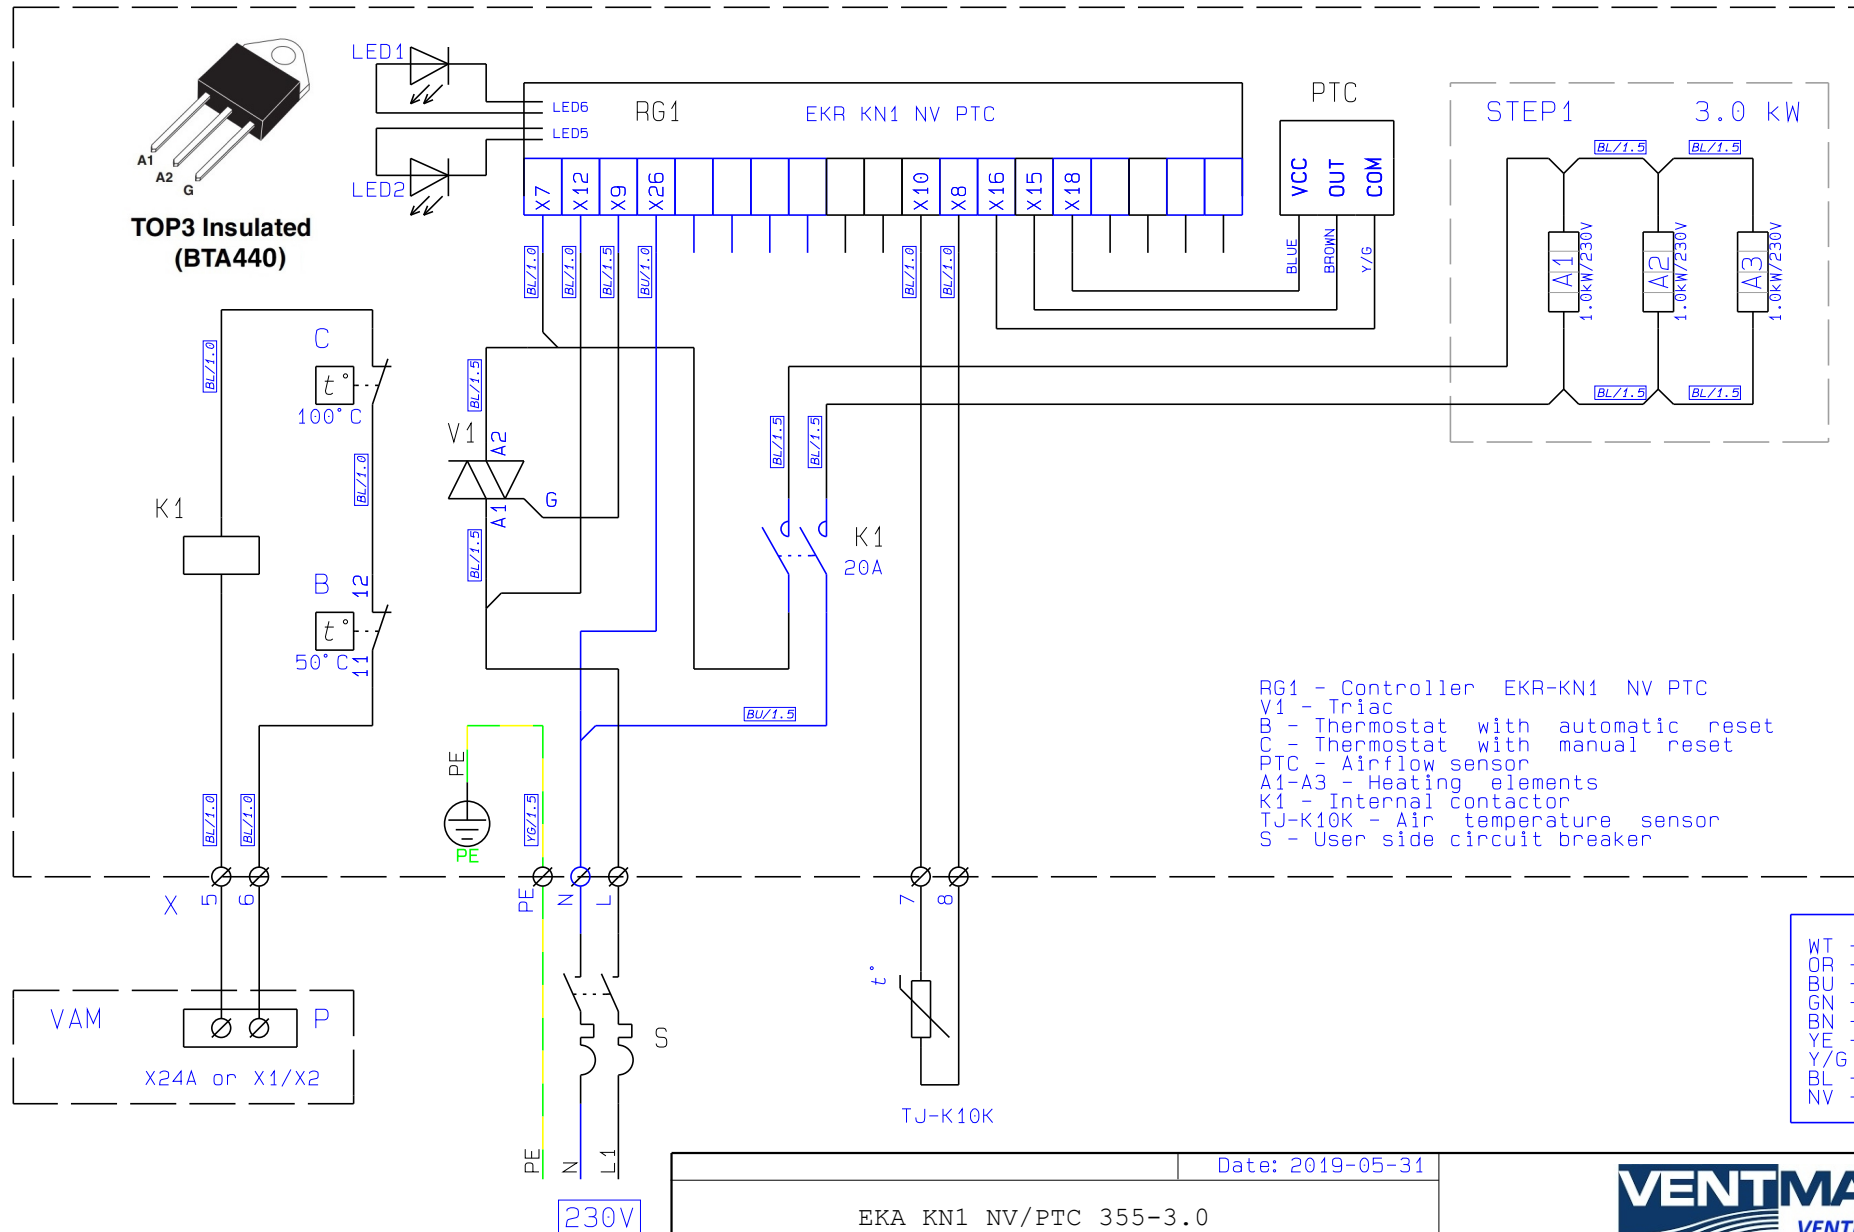 LED1
LED6
LED5
LED2
RG1
EKR KN1 NV PTC
A1
A2
G
TOP3 Insulated
(BTA440)
X7
X12
X9
X26
X10
X8
X16
X15
X18
PTC
VCC
OUT
COM
BLUE
BROWN
Y/G
STEP1
3.0 kW
BL/1.5
BL/1.5
A1
1.0kW/230V
A2
1.0kW/230V
A3
1.0kW/230V
BL/1.5
BL/1.5
BL/1.0
BL/1.0
BL/1.5
BU/1.0
BL/1.0
BL/1.0
BL/1.0
C
t°
100°C
BL/1.0
K1
B
12
t°
50°C
11
BL/1.5
V1
A2
A1
G
BL/1.5
BL/1.5
BL/1.5
K1
20A
BU/1.5
PE
PE
YG/1.5
BL/1.0
BL/1.0
RG1 - Controller EKR-KN1 NV PTC
V1 - Triac
B - Thermostat with automatic reset
C - Thermostat with manual reset
PTC - Airflow sensor
A1-A3 - Heating elements
K1 - Internal contactor
TJ-K10K - Air temperature sensor
S - User side circuit breaker
X
5
6
PE
N
L
7
8
VAM
P
X24A or X1/X2
S
t°
TJ-K10K
PE
N
L1
230V
WT -
OR -
BU -
GN -
BN -
YE -
Y/G
BL -
NV -
Date: 2019-05-31
EKA KN1 NV/PTC 355-3.0
VENTMA
VENT